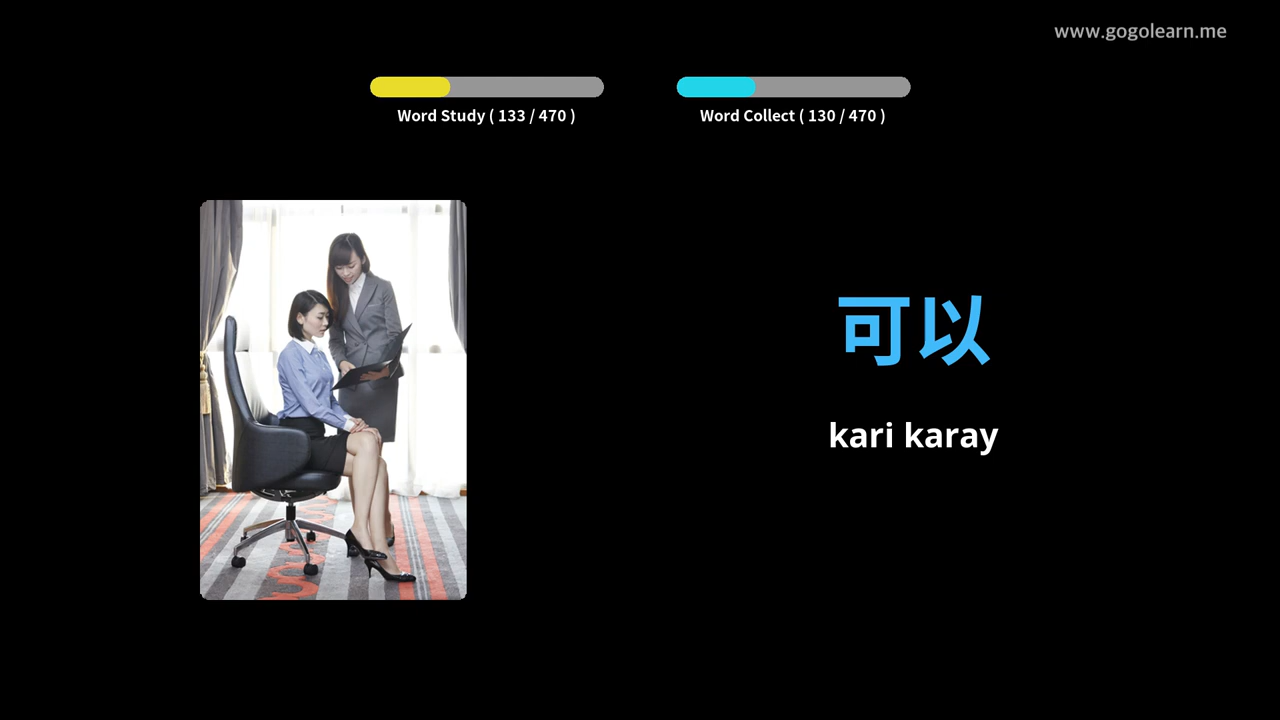 www.gogolearn.me
Word Study ( 133 / 470 )
Word Collect ( 130 / 470 )
可以
kari karay